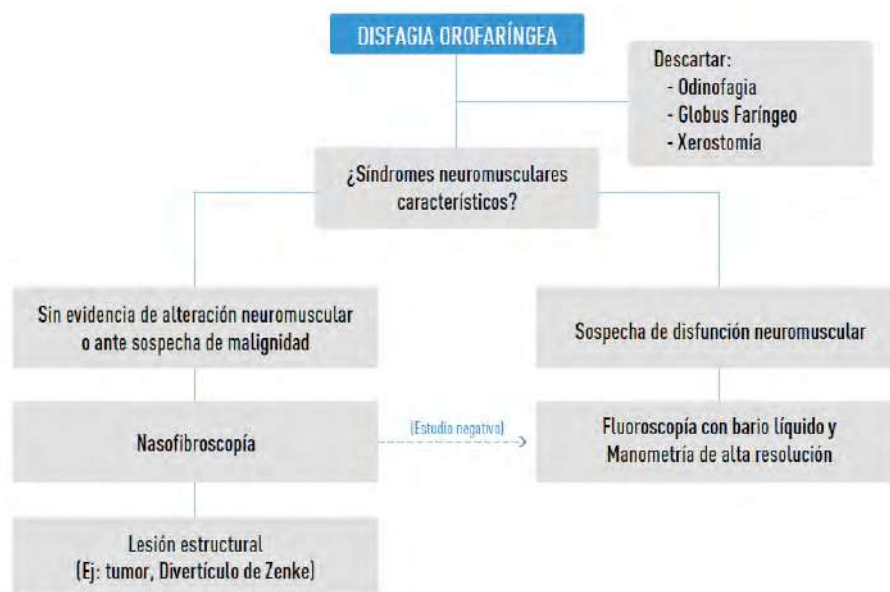 DISFAGIA OROFARÍNGEA
Descartar:
- Odinofagia
- Globus Faríngeo
- Xerostomía
¿Síndromes neuromusculares
característicos?
Sin evidencia de alteración neuromuscular
o ante sospecha de malignidad
Sospecha de disfunción neuromuscular
Nasofibroscopía
(Estudio negativo)
Fluoroscopía con bario líquido y
Manometría de alta resolución
Lesión estructural
(Ej: tumor, Divertículo de Zenke)